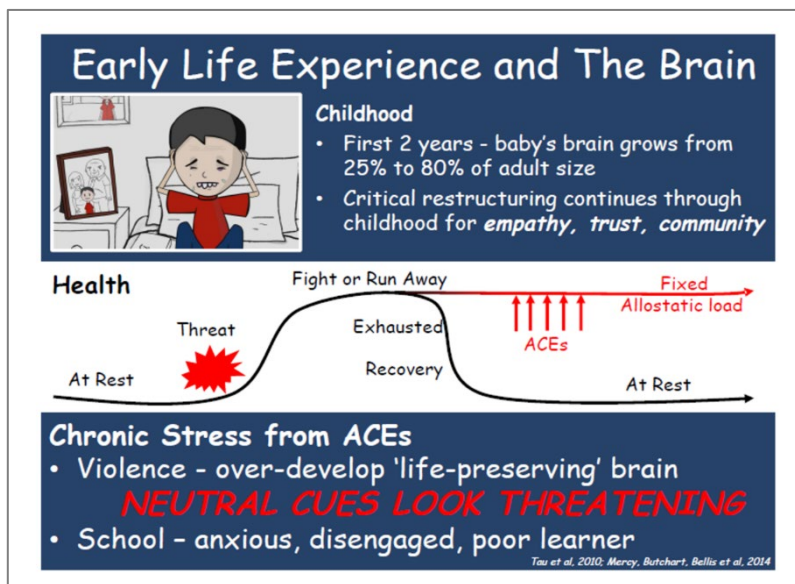 Early Life Experience and The Brain
Childhood
• First 2 years - baby's brain grows from
25% to 80% of adult size
• Critical restructuring continues through
childhood for empathy, trust, community
Health
Fight or Run Away
Fixed
Allostatic load
Threat
Exhausted
ACEs
Recovery
At Rest
At Rest
Chronic Stress from ACEs
• Violence - over-develop 'life-preserving' brain
NEUTRAL CUES LOOK THREATENING
• School – anxious, disengaged, poor learner
Tau et al, 2010; Mercy, Butchart, Bellis et al, 2014